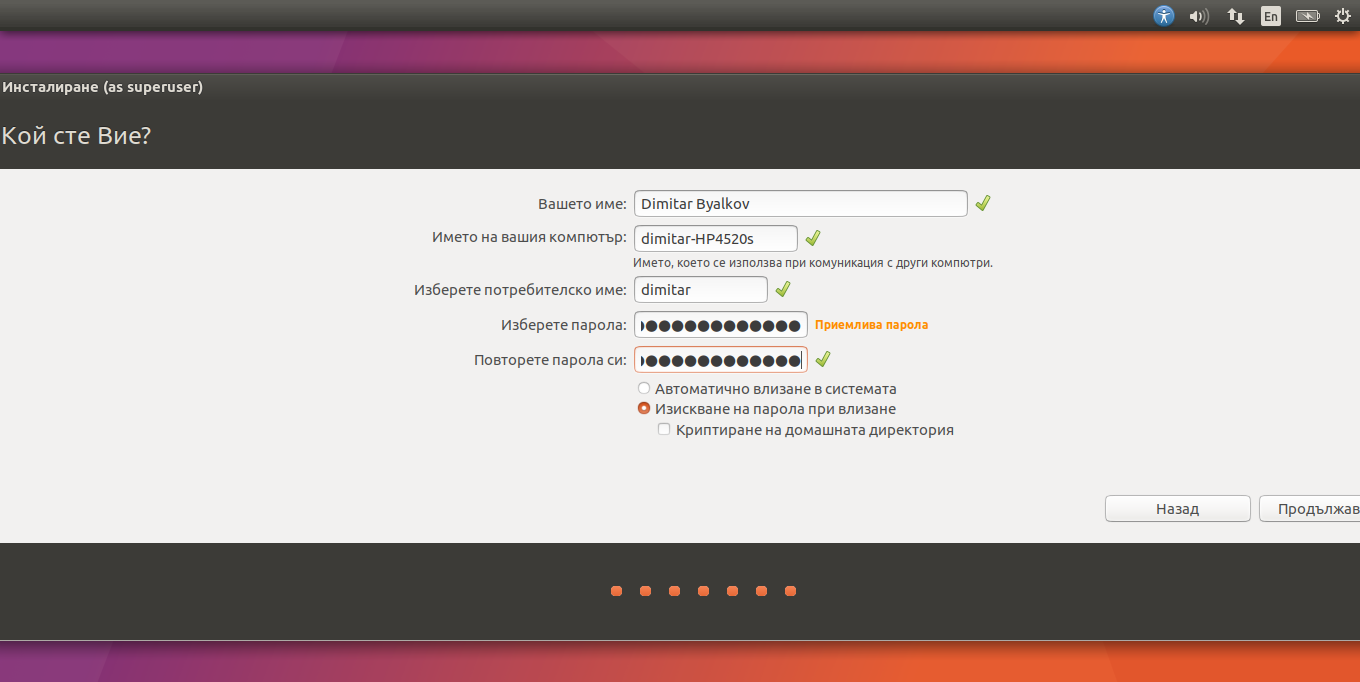 En
Инсталиране (as superuser)
Кой сте Вие?
Вашето име: Dimitar Byalkov
Името на вашия компютър: dimitar-HP4520s
Името, което се използва при комуникация с други компютри.
Изберете потребителско име: dimitar
Изберете парола: Приемлива парола
Повторете парола си:
Автоматично влизане в системата
Изискване на парола при влизане
Криптиране на домашната директория
Назад Продължав